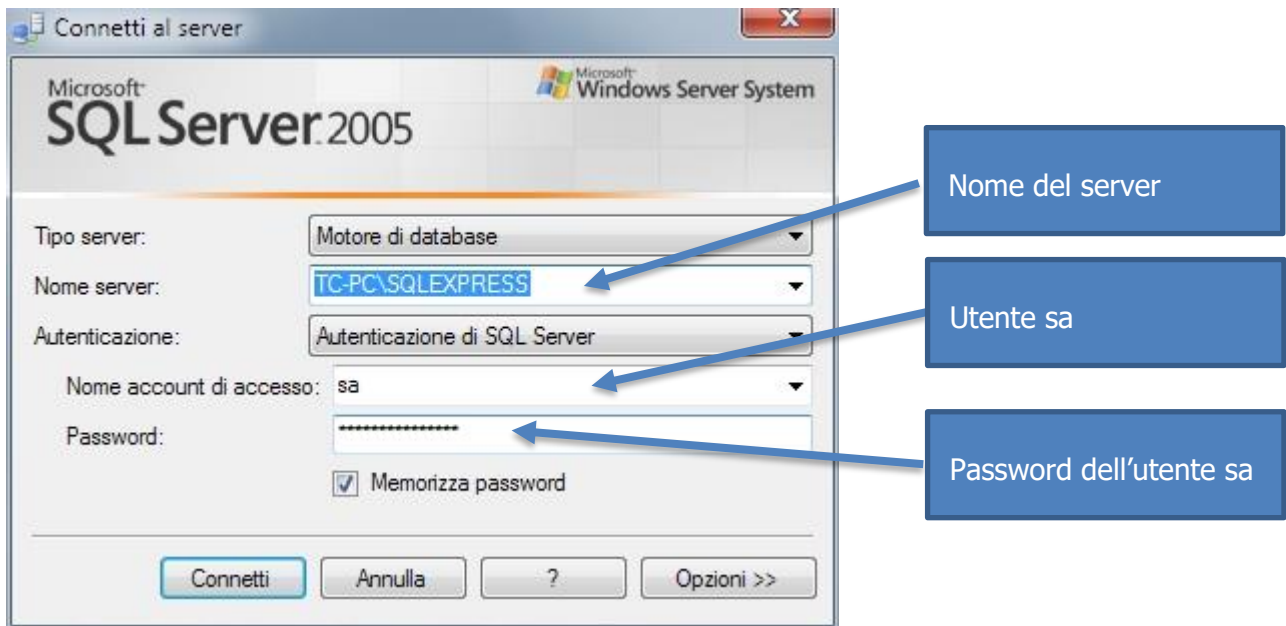 Connetti al server
Microsoft
Windows Server System
Microsoft
SQL Server 2005
Nome del server
Tipo server: Motore di database
Nome server: TC-PC\SQLEXPRESS
Utente sa
Autenticazione: Autenticazione di SQL Server
Nome account di accesso: sa
Password: ***************
Password dell’utente sa
Memorizza password
Connetti Annulla ? Opzioni >>